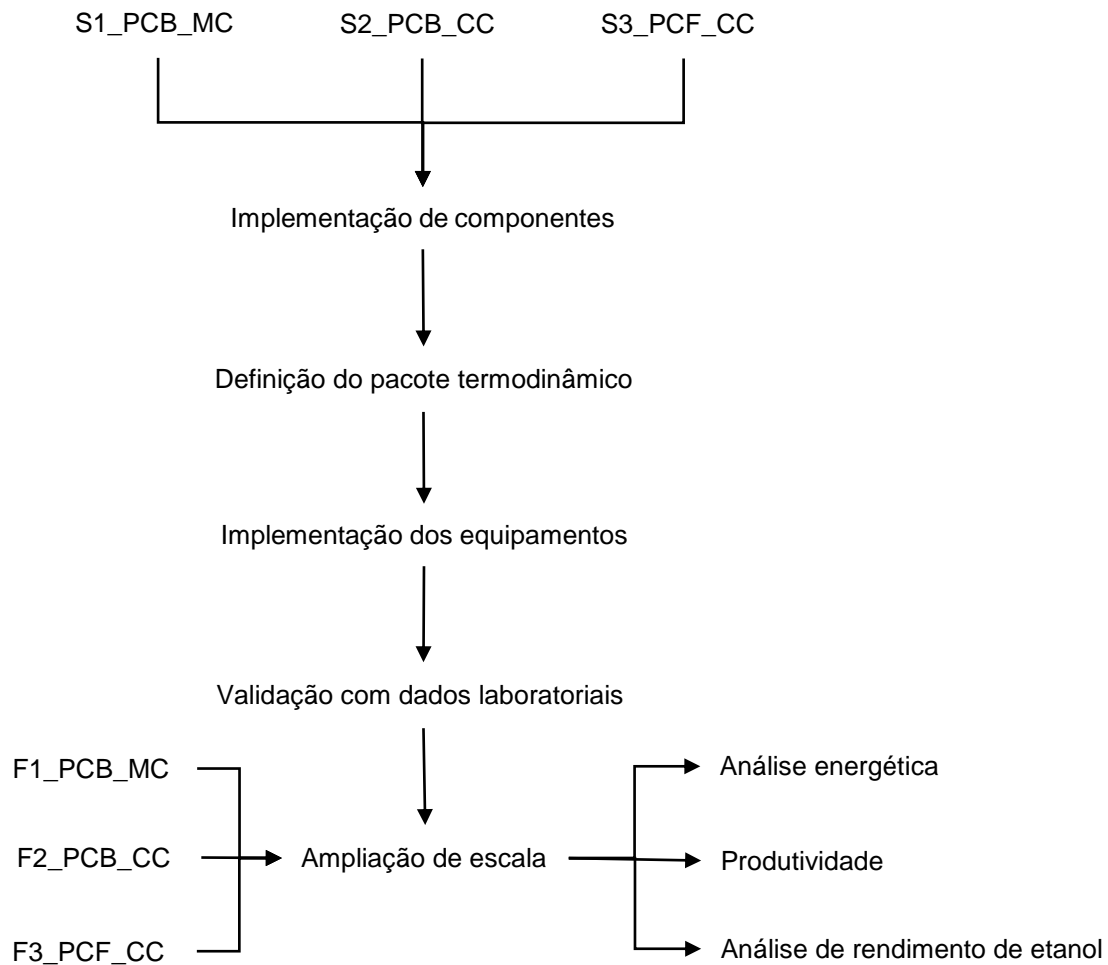 S1_PCB_MC
S2_PCB_CC
S3_PCF_CC
Implementação de componentes
Definição do pacote termodinâmico
Implementação dos equipamentos
Validação com dados laboratoriais
F1_PCB_MC
F2_PCB_CC
F3_PCF_CC
Ampliação de escala
Análise energética
Produtividade
Análise de rendimento de etanol